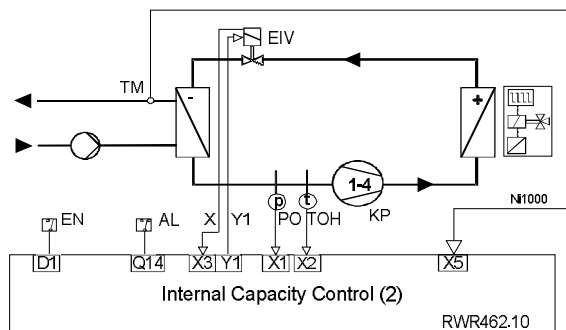 EIV
TM
-
+
1-4
p
t
X
Y1
PO
TOH
KP
Ni1000
EN
AL
D1
Q14
X3
Y1
X1
X2
X5
Internal Capacity Control (2)
RWR462.10